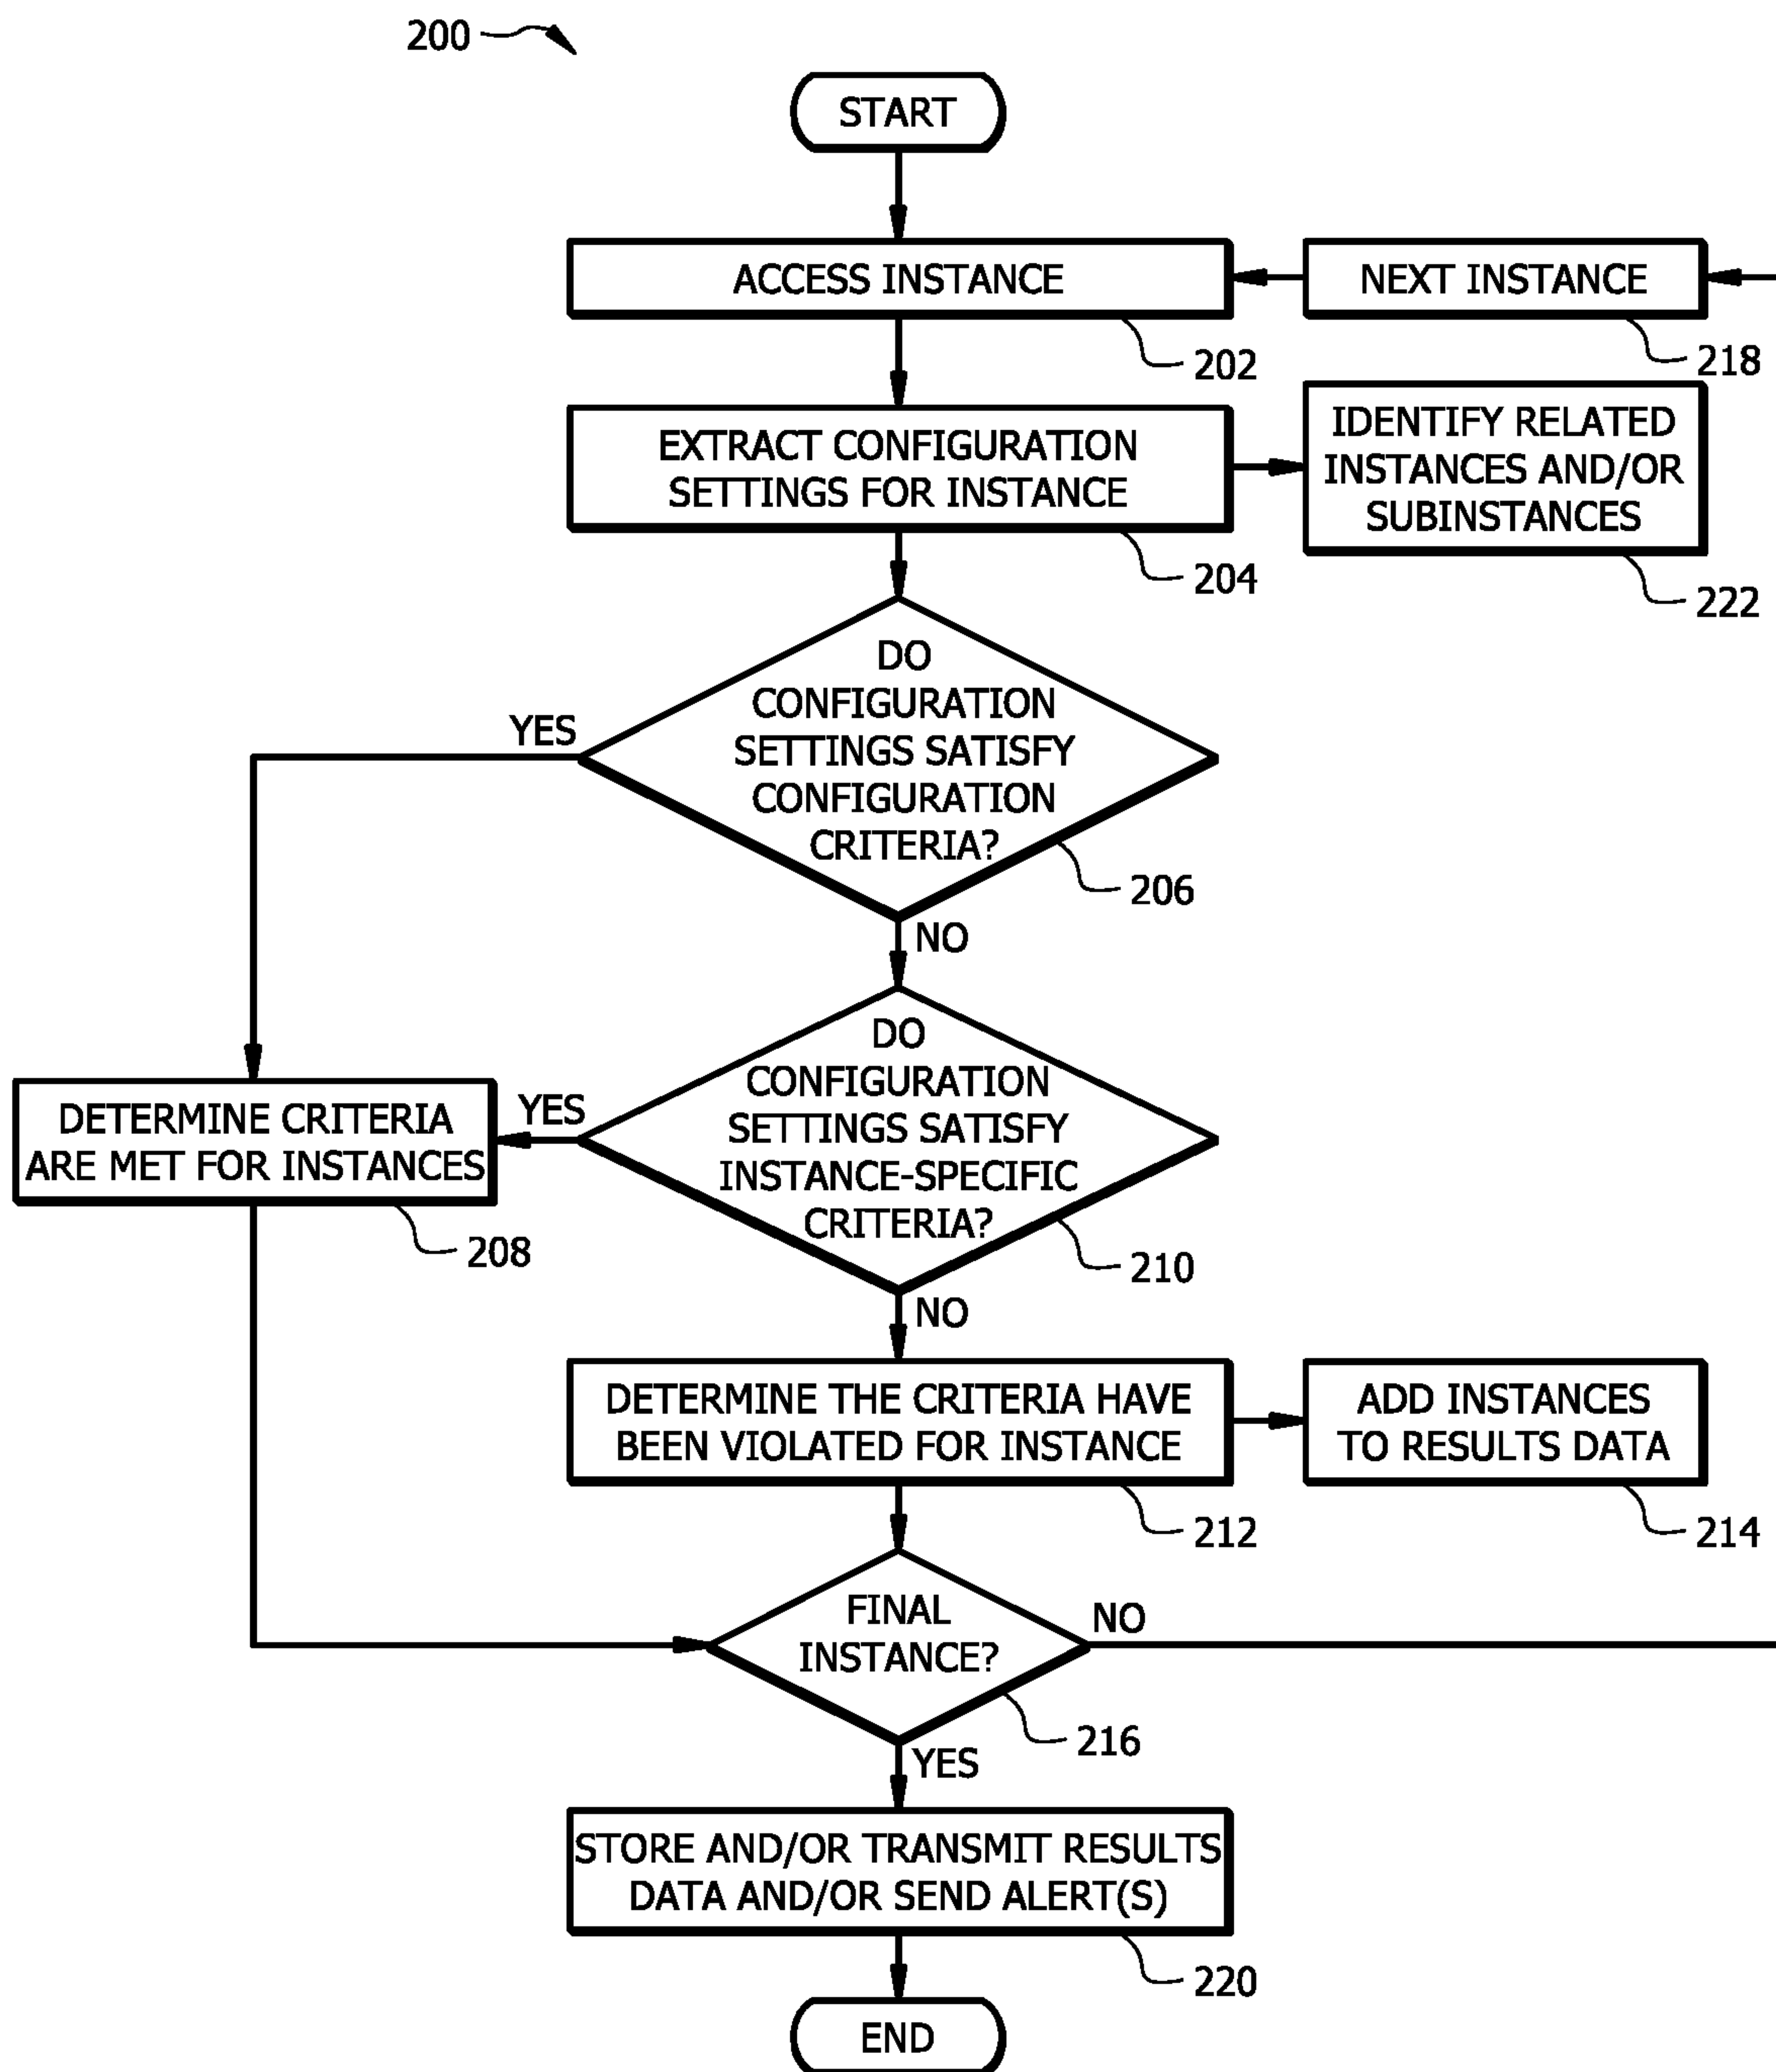 200
START
ACCESS INSTANCE
202
NEXT INSTANCE
218
EXTRACT CONFIGURATION
SETTINGS FOR INSTANCE
204
IDENTIFY RELATED
INSTANCES AND/OR
SUBINSTANCES
222
DO
CONFIGURATION
SETTINGS SATISFY
CONFIGURATION
CRITERIA?
206
YES
NO
DO
CONFIGURATION
SETTINGS SATISFY
INSTANCE-SPECIFIC
CRITERIA?
210
YES
DETERMINE CRITERIA
ARE MET FOR INSTANCES
208
NO
DETERMINE THE CRITERIA HAVE
BEEN VIOLATED FOR INSTANCE
212
ADD INSTANCES
TO RESULTS DATA
214
FINAL
INSTANCE?
216
NO
YES
STORE AND/OR TRANSMIT RESULTS
DATA AND/OR SEND ALERT(S)
220
END